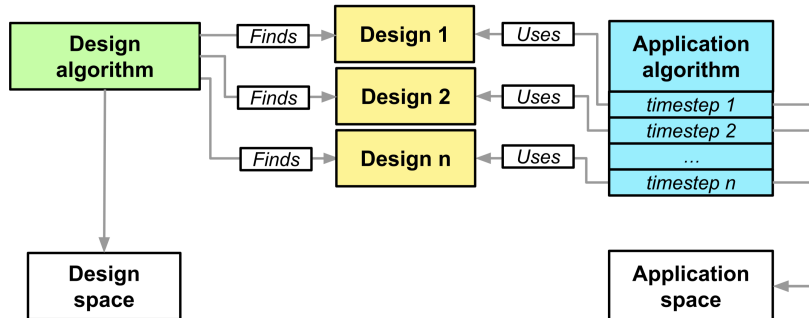 Design
algorithm
Finds
Design 1
Uses
Application
algorithm
Finds
Design 2
Uses
timestep 1
timestep 2
Finds
Design n
Uses
...
timestep n
Design
space
Application
space